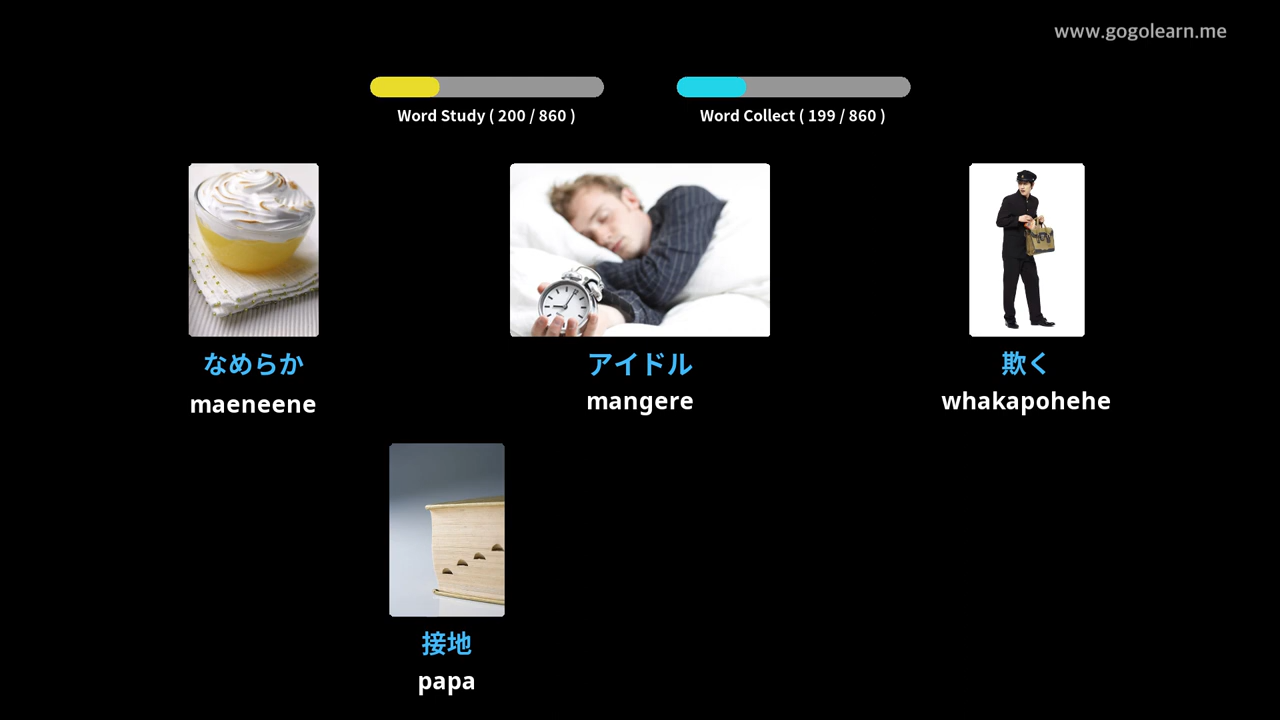 www.gogolearn.me
Word Study ( 200 / 860 )
Word Collect ( 199 / 860 )
なめらか
maeneene
アイドル
mangere
欺く
whakapohehe
接地
papa